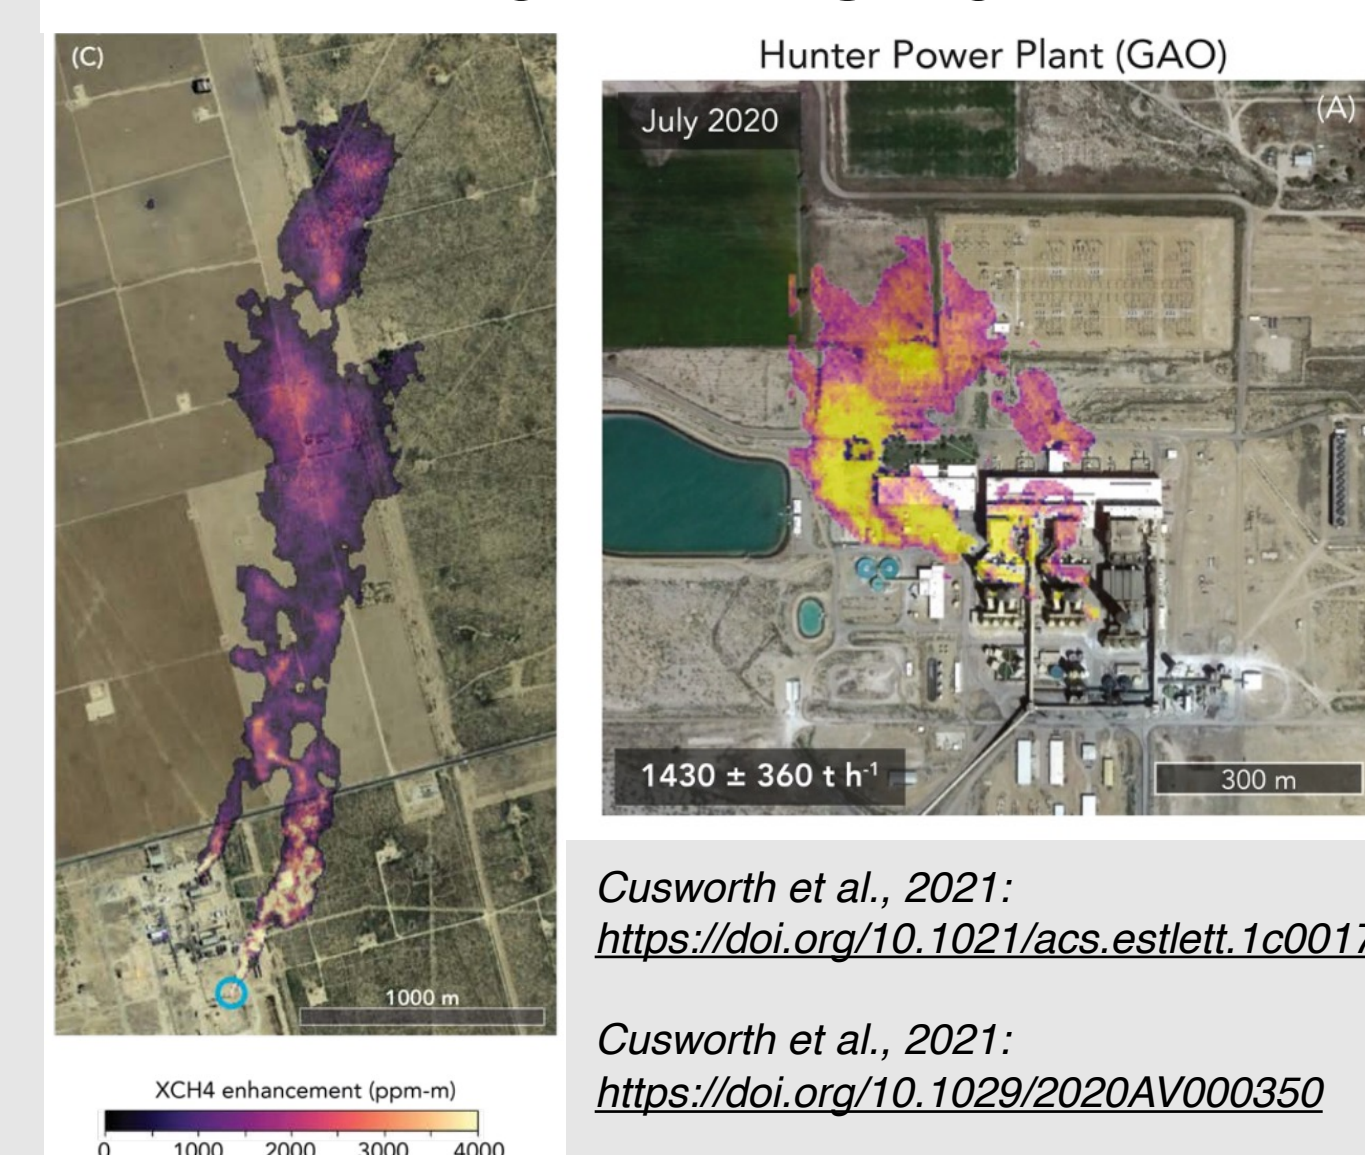 (C)
1000 m
XCH4 enhancement (ppm-m)
0 1000 2000 3000 4000
Hunter Power Plant (GAO)
July 2020
(A)
1430 ± 360 t h⁻¹
300 m
Cusworth et al., 2021:
https://doi.org/10.1021/acs.estlett.1c0017
Cusworth et al., 2021:
https://doi.org/10.1029/2020AV000350